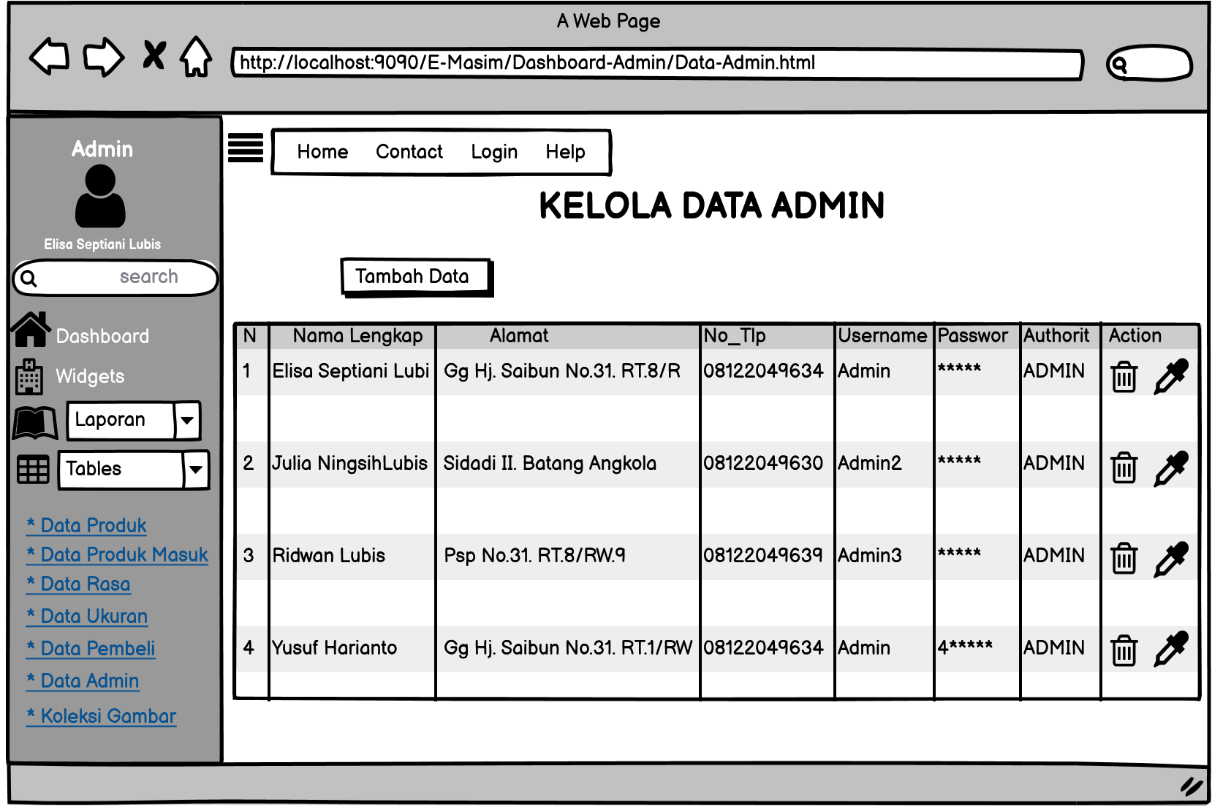 A Web Page
http://localhost:9090/E-Masim/Dashboard-Admin/Data-Admin.html
Admin
Elisa Septiani Lubis
search
Dashboard
H
Widgets
Laporan
Tables
* Data Produk
* Data Produk Masuk
* Data Rasa
* Data Ukuran
* Data Pembeli
* Data Admin
* Koleksi Gambar
Home Contact Login Help
KELOLA DATA ADMIN
Tambah Data
N Nama Lengkap Alamat No_Tlp Username Passwor Authorit Action
1 Elisa Septiani Lubi Gg Hj. Saibun No.31. RT.8/R 08122049634 Admin ***** ADMIN
2 Julia NingsihLubis Sidadi II. Batang Angkola 08122049630 Admin2 ***** ADMIN
3 Ridwan Lubis Psp No.31. RT.8/RW.9 08122049639 Admin3 ***** ADMIN
4 Yusuf Harianto Gg Hj. Saibun No.31. RT.1/RW 08122049634 Admin 4***** ADMIN